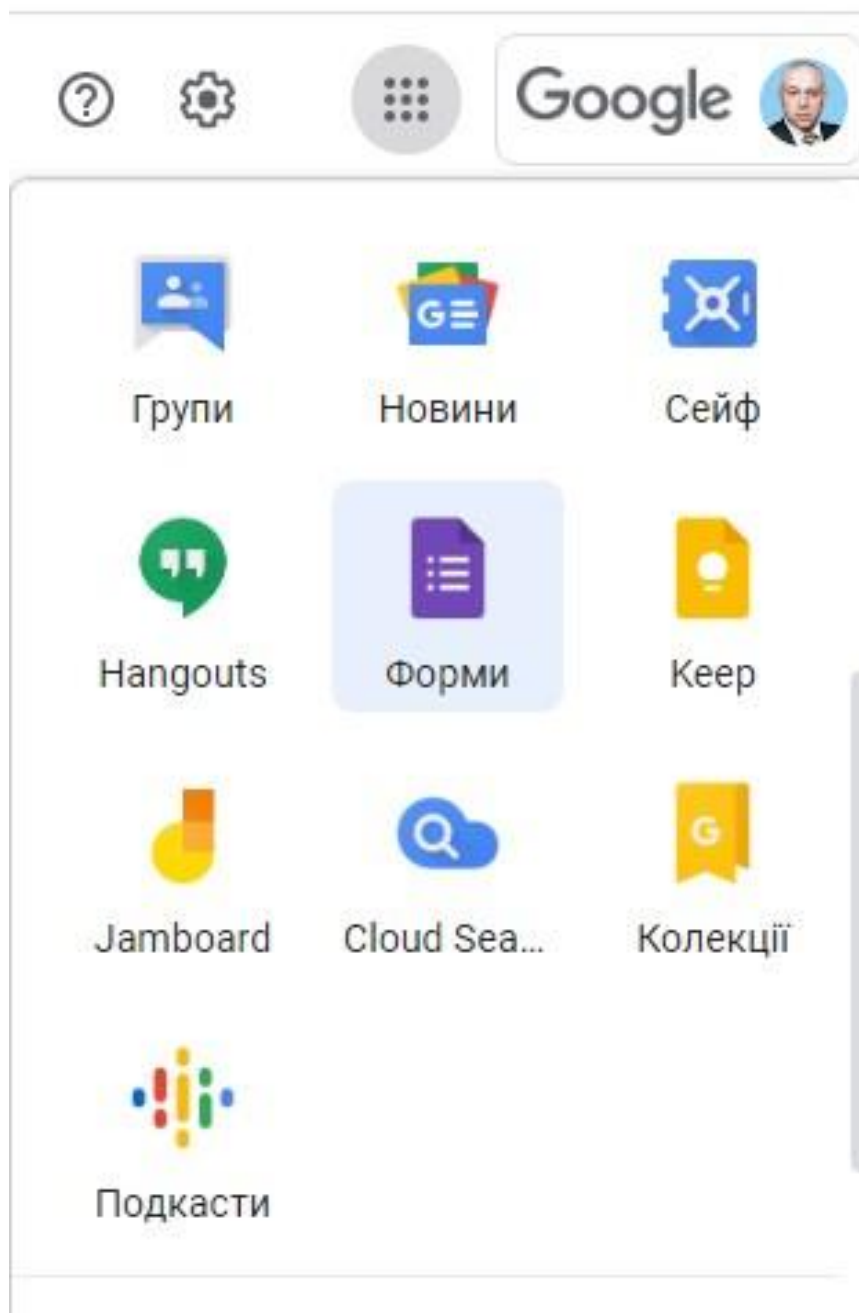 Google
Групи Новини Сейф
Hangouts Форми Keep
Jamboard Cloud Sea... Колекції
Подкасти